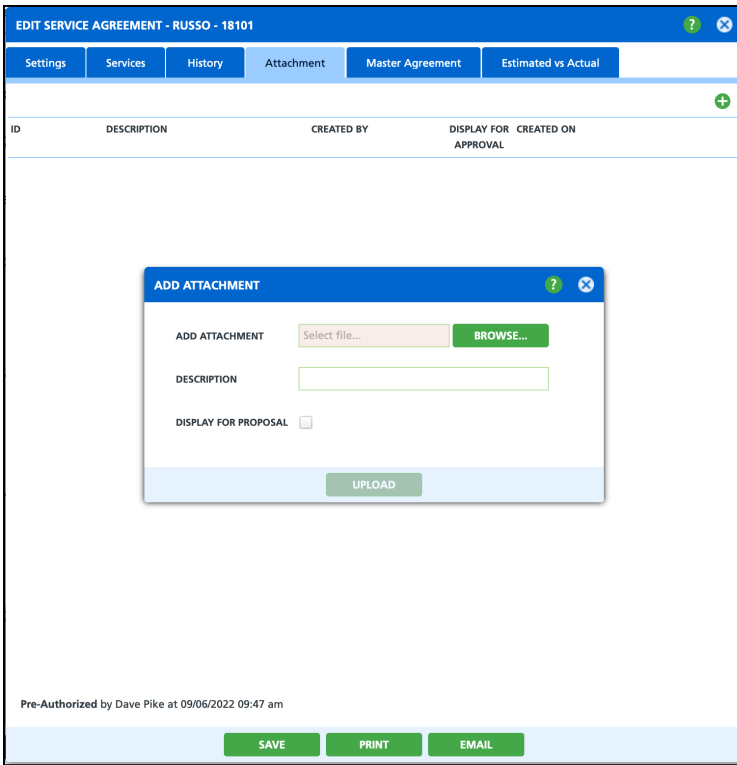 EDIT SERVICE AGREEMENT - RUSSO - 18101 ?
Settings Services History Attachment Master Agreement Estimated vs Actual
ID DESCRIPTION CREATED BY DISPLAY FOR APPROVAL CREATED ON
ADD ATTACHMENT ?
ADD ATTACHMENT Select file... BROWSE...
DESCRIPTION
DISPLAY FOR PROPOSAL
UPLOAD
Pre-Authorized by Dave Pike at 09/06/2022 09:47 am
SAVE PRINT EMAIL